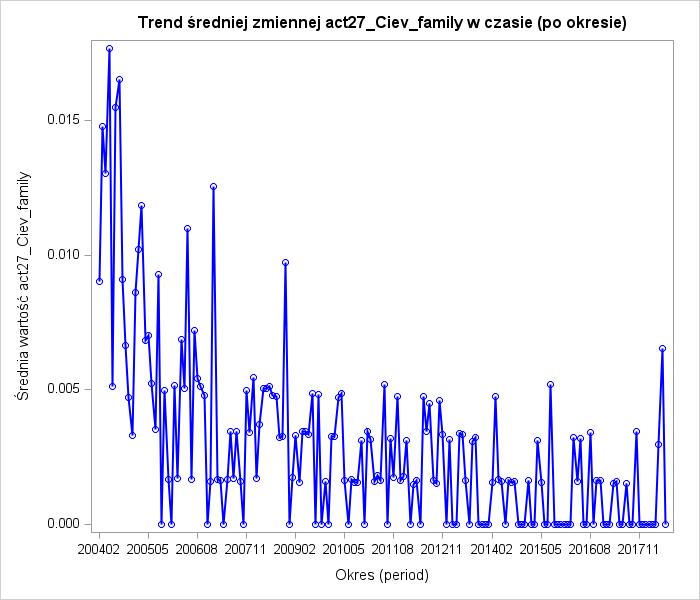 Trend średniej zmiennej act27_Ciev_family w czasie (po okresie)
Średnia wartość act27_Ciev_family
0.015
0.010
0.005
0.000
200402 200505 200608 200711 200902 201005 201108 201211 201402 201505 201608 201711
Okres (period)